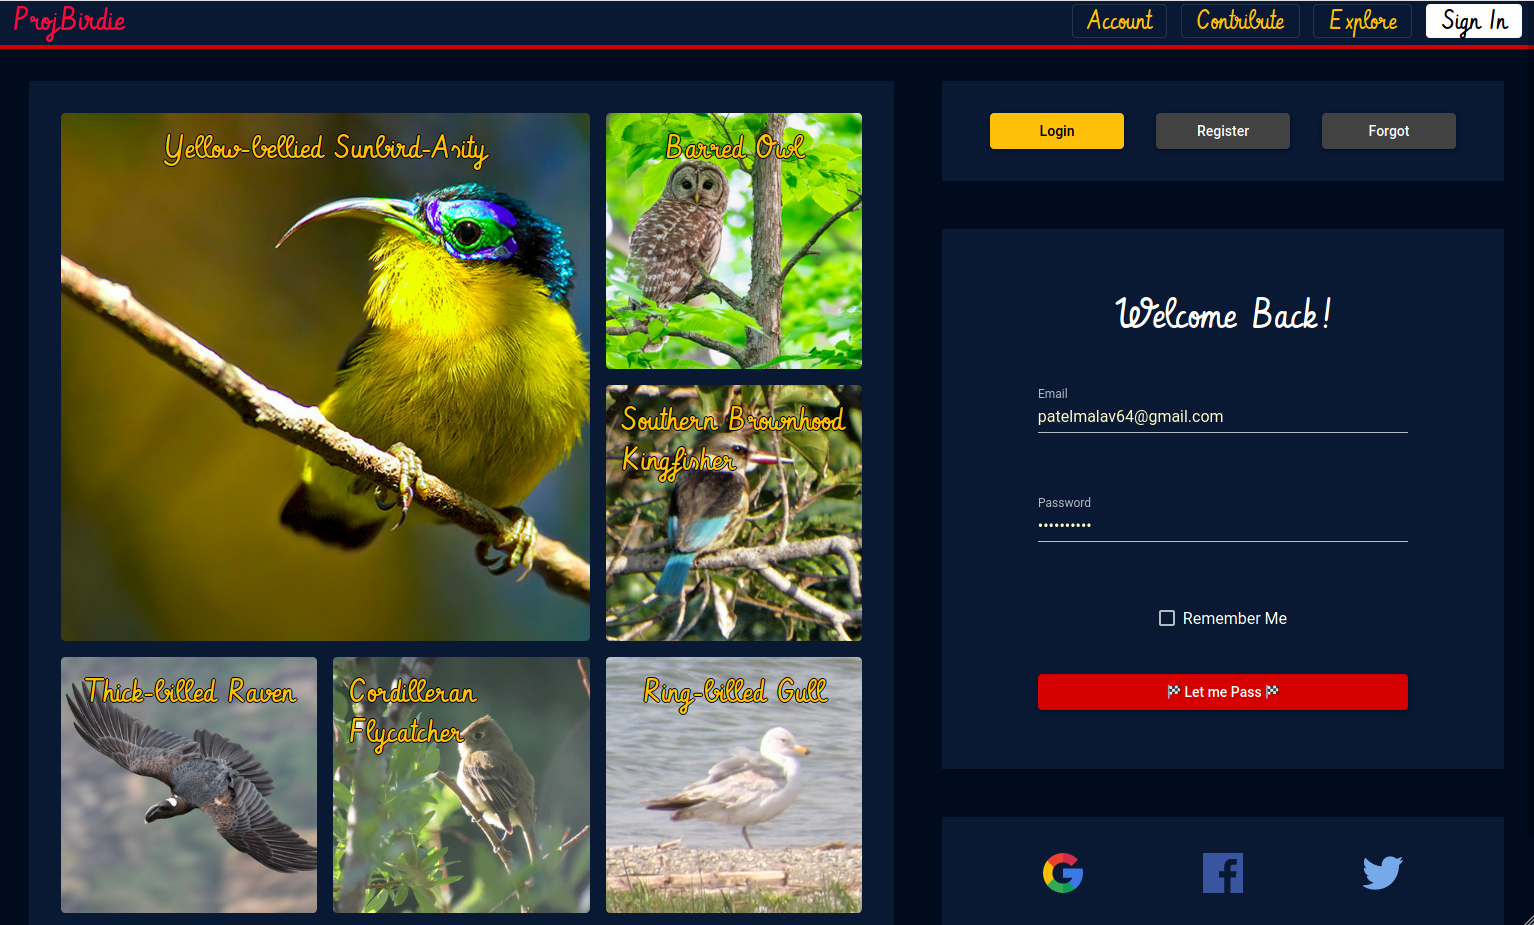 ProjBirdie
Account
Contribute
Explore
Sign In
Yellow-bellied Sunbird-Asity
Barred Owl
Southern Brownhood
Kingfisher
Thick-billed Raven
Cordilleran
Flycatcher
Ring-billed Gull
Login
Register
Forgot
Welcome Back!
Email
patelmalav64@gmail.com
Password
••••••••••
Remember Me
🏁 Let me Pass 🏁